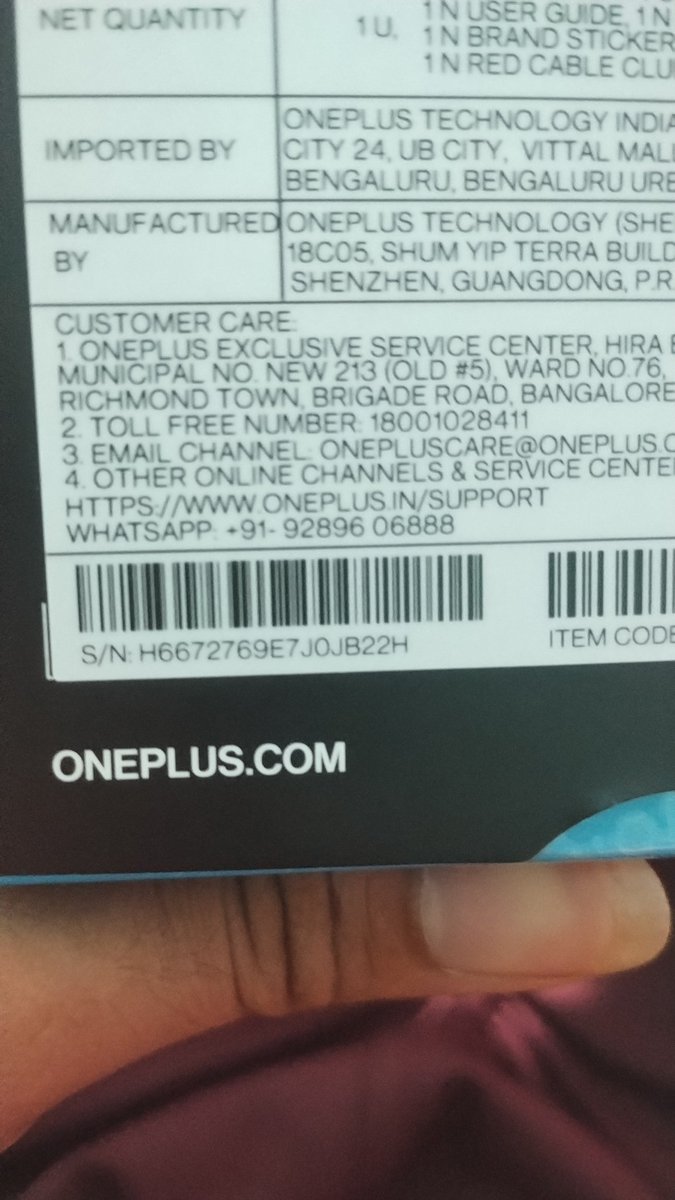 NET QUANTITY
1 U,
1 N USER GUIDE, 1 N
1 N BRAND STICKER
1 N RED CABLE CLU
IMPORTED BY
ONEPLUS TECHNOLOGY INDIA
CITY 24, UB CITY, VITTAL MALL
BENGALURU, BENGALURU URB
MANUFACTURED
BY
ONEPLUS TECHNOLOGY (SHE
18C05, SHUM YIP TERRA BUILD
SHENZHEN, GUANGDONG, P.R.
CUSTOMER CARE:
1. ONEPLUS EXCLUSIVE SERVICE CENTER, HIRA
MUNICIPAL NO. NEW 213 (OLD #5), WARD NO.76,
RICHMOND TOWN, BRIGADE ROAD, BANGALORE
2. TOLL FREE NUMBER: 18001028411
3. EMAIL CHANNEL: ONEPLUSCARE@ONEPLUS.C
4. OTHER ONLINE CHANNELS & SERVICE CENTE
HTTPS://WWW.ONEPLUS.IN/SUPPORT
WHATSAPP: +91- 92896 06888
S/N: H6672769E7J0JB22H
ITEM CODE
ONEPLUS.COM